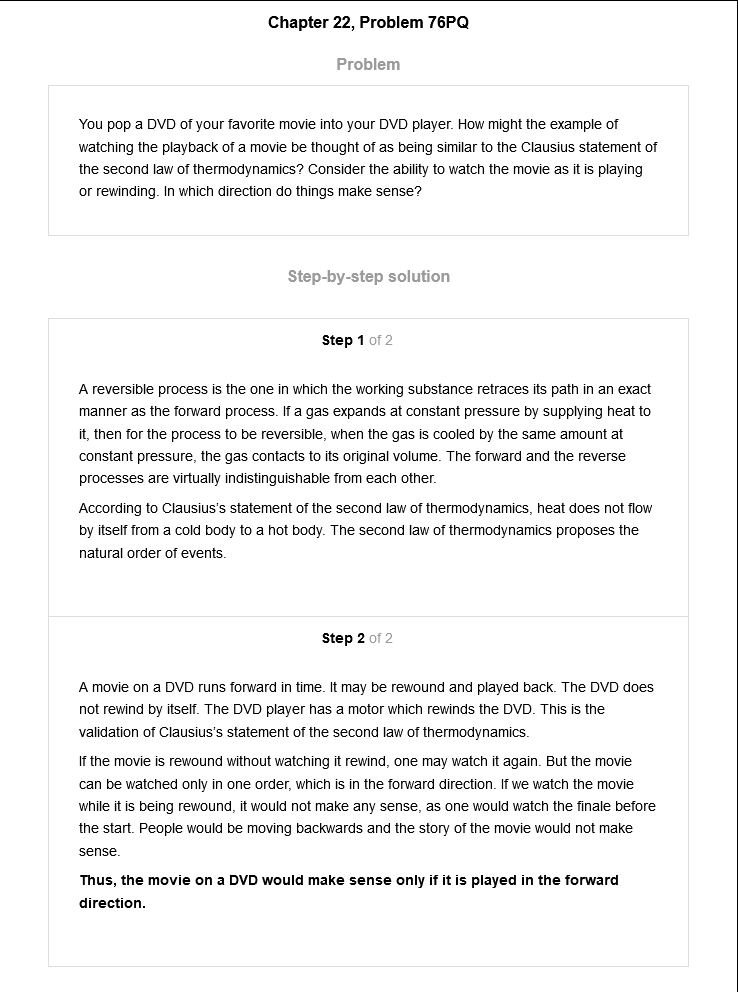 Chapter 22, Problem 76PQ
Problem
You pop a DVD of your favorite movie into your DVD player. How might the example of
watching the playback of a movie be thought of as being similar to the Clausius statement of
the second law of thermodynamics? Consider the ability to watch the movie as it is playing
or rewinding. In which direction do things make sense?
Step-by-step solution
Step 1 of 2
A reversible process is the one in which the working substance retraces its path in an exact
manner as the forward process. If a gas expands at constant pressure by supplying heat to
it, then for the process to be reversible, when the gas is cooled by the same amount at
constant pressure, the gas contacts to its original volume. The forward and the reverse
processes are virtually indistinguishable from each other.
According to Clausius's statement of the second law of thermodynamics, heat does not flow
by itself from a cold body to a hot body. The second law of thermodynamics proposes the
natural order of events.
Step 2 of 2
A movie on a DVD runs forward in time. It may be rewound and played back. The DVD does
not rewind by itself. The DVD player has a motor which rewinds the DVD. This is the
validation of Clausius's statement of the second law of thermodynamics.
If the movie is rewound without watching it rewind, one may watch it again. But the movie
can be watched only in one order, which is in the forward direction. If we watch the movie
while it is being rewound, it would not make any sense, as one would watch the finale before
the start. People would be moving backwards and the story of the movie would not make
sense.
Thus, the movie on a DVD would make sense only if it is played in the forward
direction.